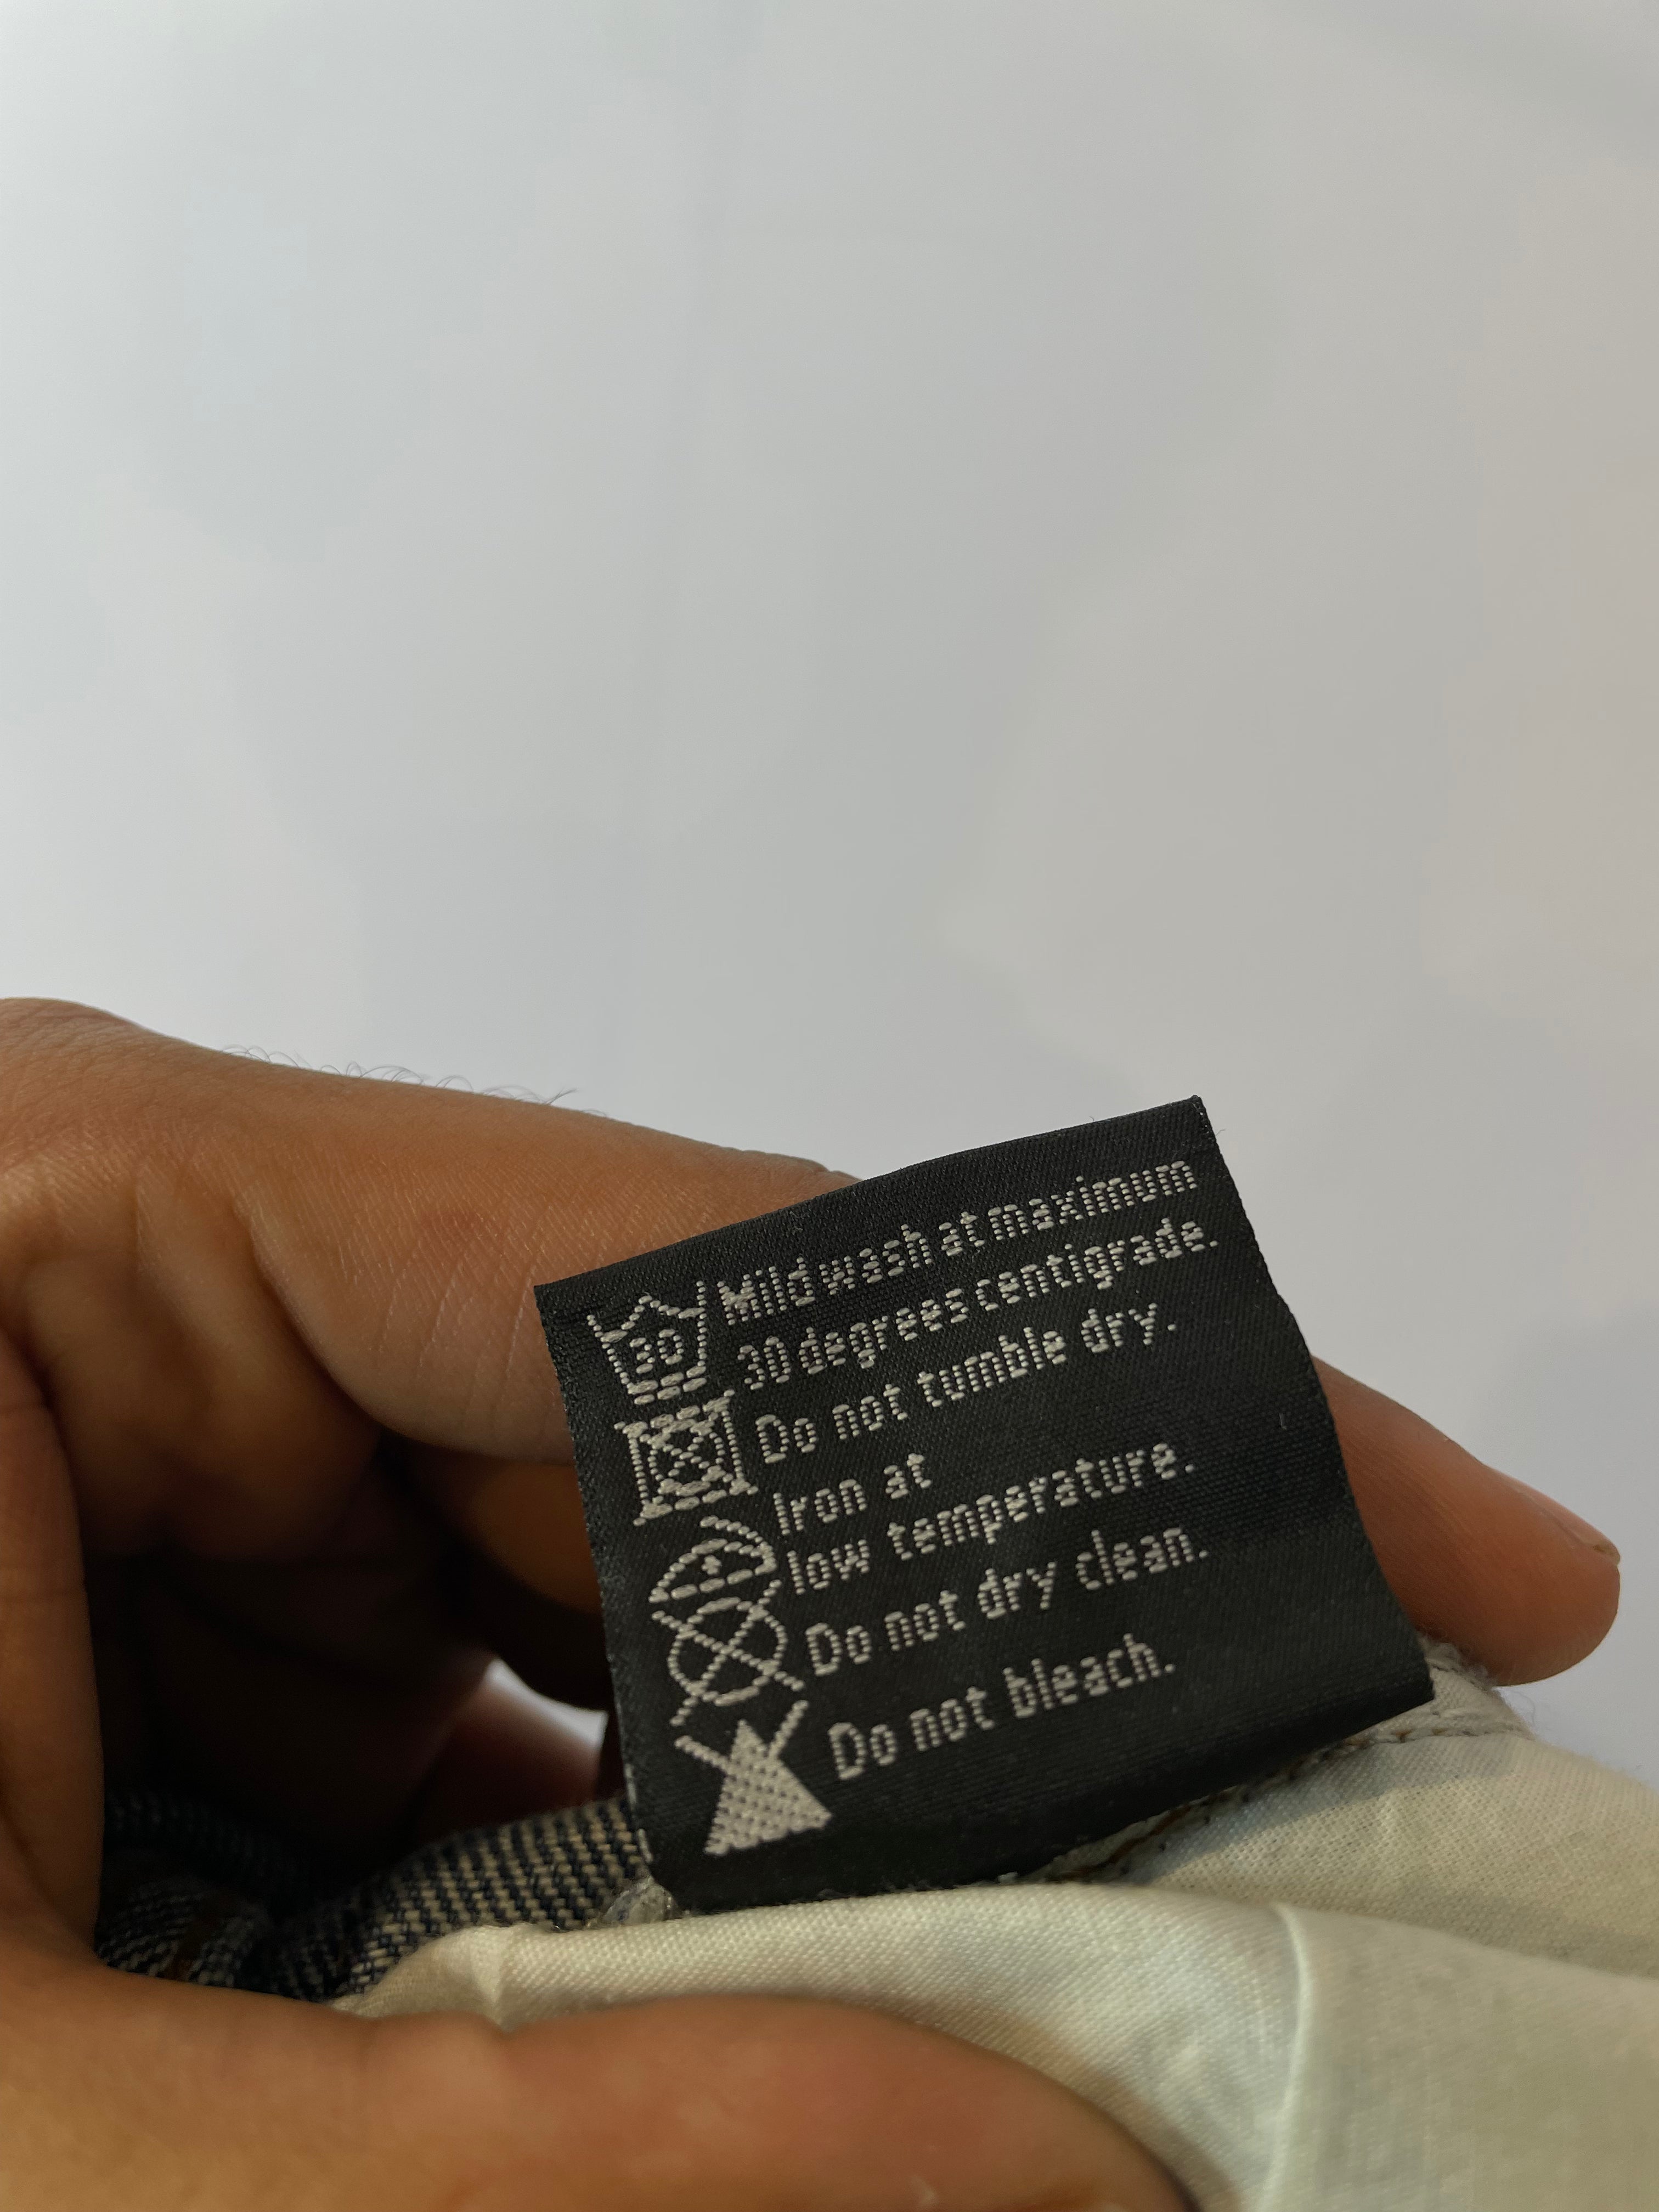 Mild wash at maximum
30 30 degrees centigrade.
Do not tumble dry.
Iron at
low temperature.
Do not dry clean.
Do not bleach.